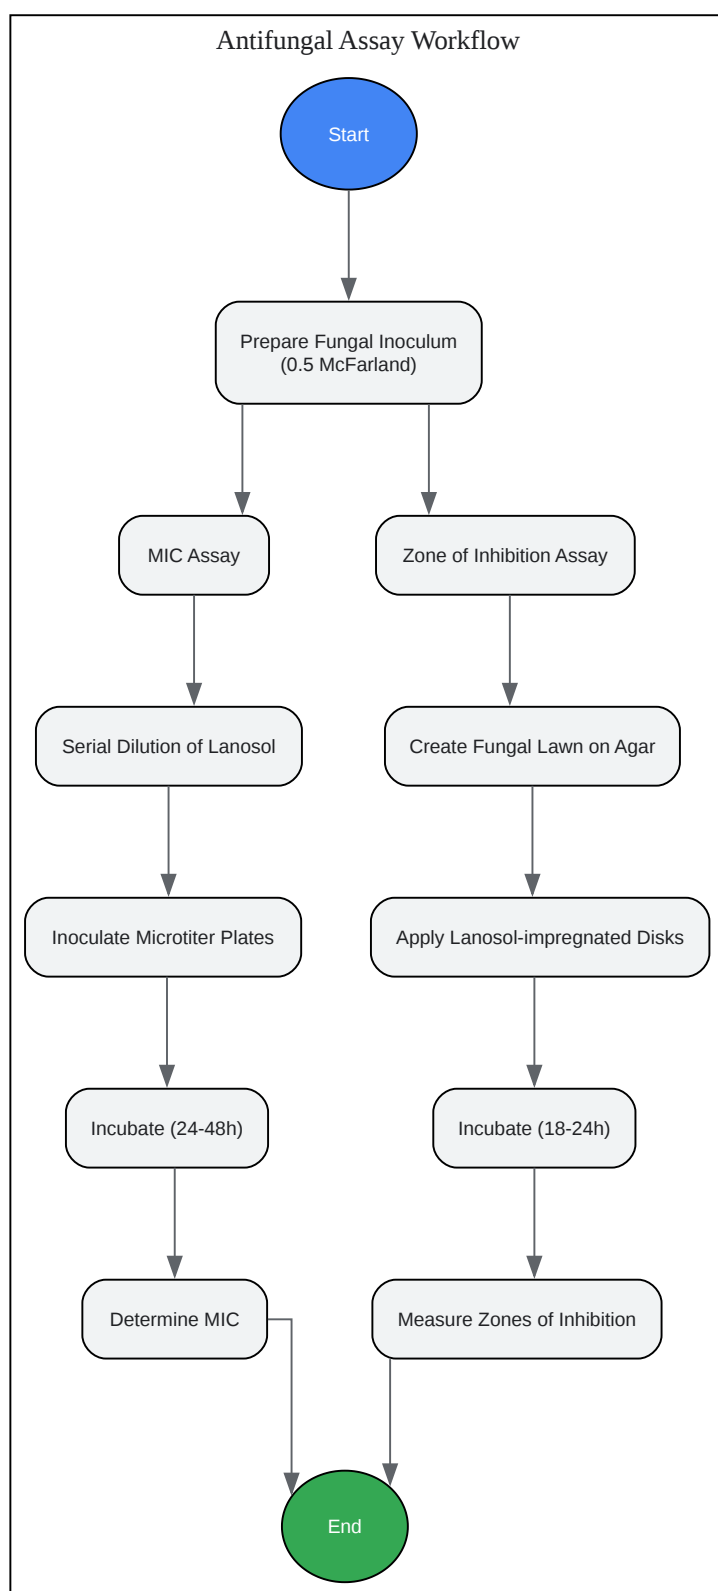 Antifungal Assay Workflow
Start
Prepare Fungal Inoculum
(0.5 McFarland)
MIC Assay
Zone of Inhibition Assay
Serial Dilution of Lanosol
Create Fungal Lawn on Agar
Inoculate Microtiter Plates
Apply Lanosol-impregnated Disks
Incubate (24-48h)
Incubate (18-24h)
Determine MIC
Measure Zones of Inhibition
End